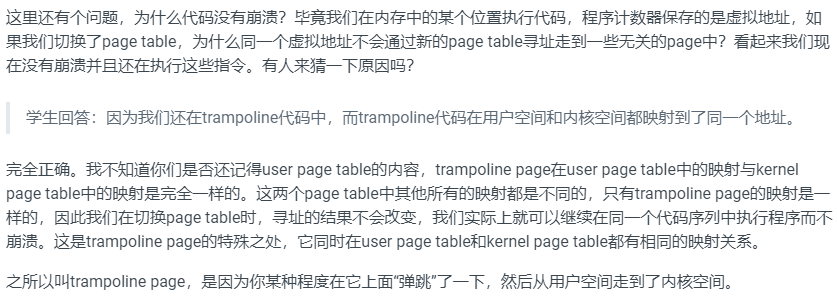 这里还有个问题，为什么代码没有崩溃？毕竟我们在内存中的某个位置执行代码，程序计数器保存的是虚拟地址，如
果我们切换了page table，为什么同一个虚拟地址不会通过新的page table寻址走到一些无关的page中？看起来我们现
在没有崩溃并且还在执行这些指令。有人来猜一下原因吗？
学生回答：因为我们还在trampoline代码中，而trampoline代码在用户空间和内核空间都映射到了同一个地址。
完全正确。我不知道你们是否还记得user page table的内容，trampoline page在user page table中的映射与kernel
page table中的映射是完全一样的。这两个page table中其他所有的映射都是不同的，只有trampoline page的映射是一
样的，因此我们在切换page table时，寻址的结果不会改变，我们实际上就可以继续在同一个代码序列中执行程序而不
崩溃。这是trampoline page的特殊之处，它同时在user page table和kernel page table都有相同的映射关系。
之所以叫trampoline page，是因为你某种程度在它上面“弹跳”了一下，然后从用户空间走到了内核空间。